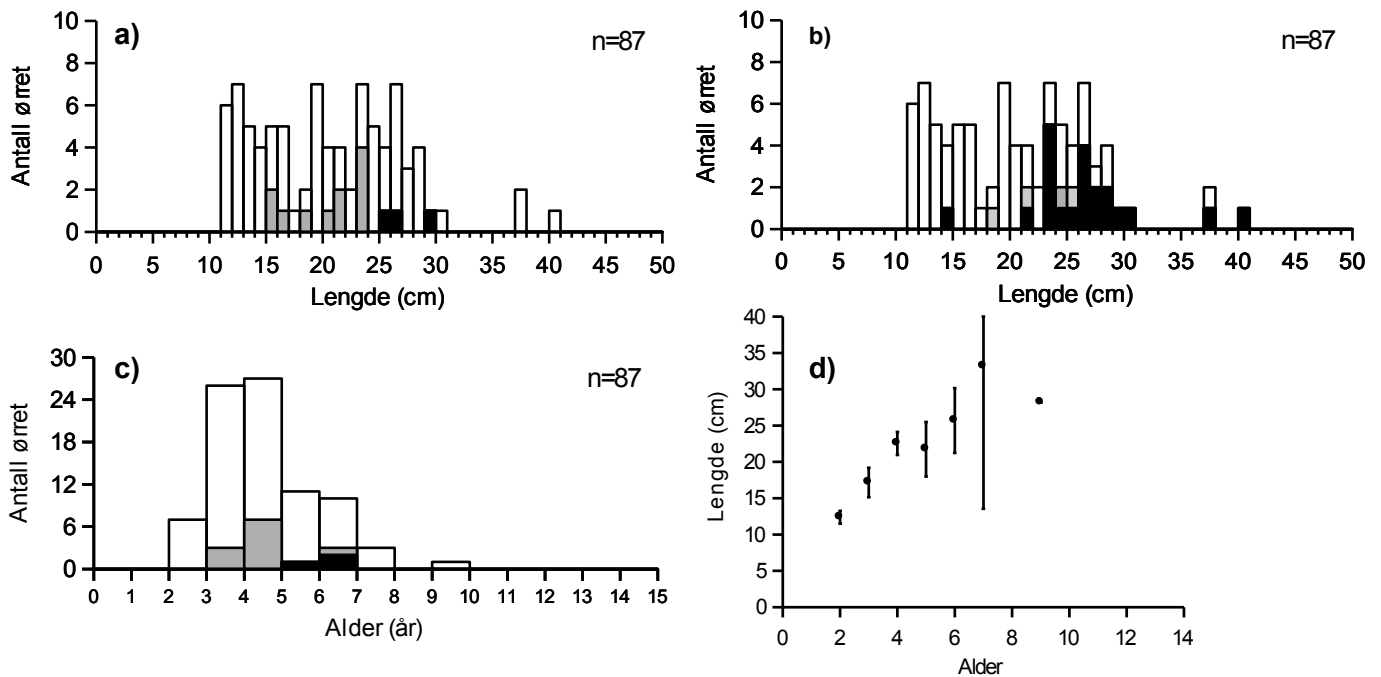 a)
n=87
10
8
6
4
2
0
Antall ørret
0 5 10 15 20 25 30 35 40 45 50
Lengde (cm)
b)
n=87
10
8
6
4
2
0
Antall ørret
0 5 10 15 20 25 30 35 40 45 50
Lengde (cm)
c)
n=87
30
24
18
12
6
0
Antall ørret
0 1 2 3 4 5 6 7 8 9 10 11 12 13 14 15
Alder (år)
d)
40
35
30
25
20
15
10
5
0
Lengde (cm)
0 2 4 6 8 10 12 14
Alder